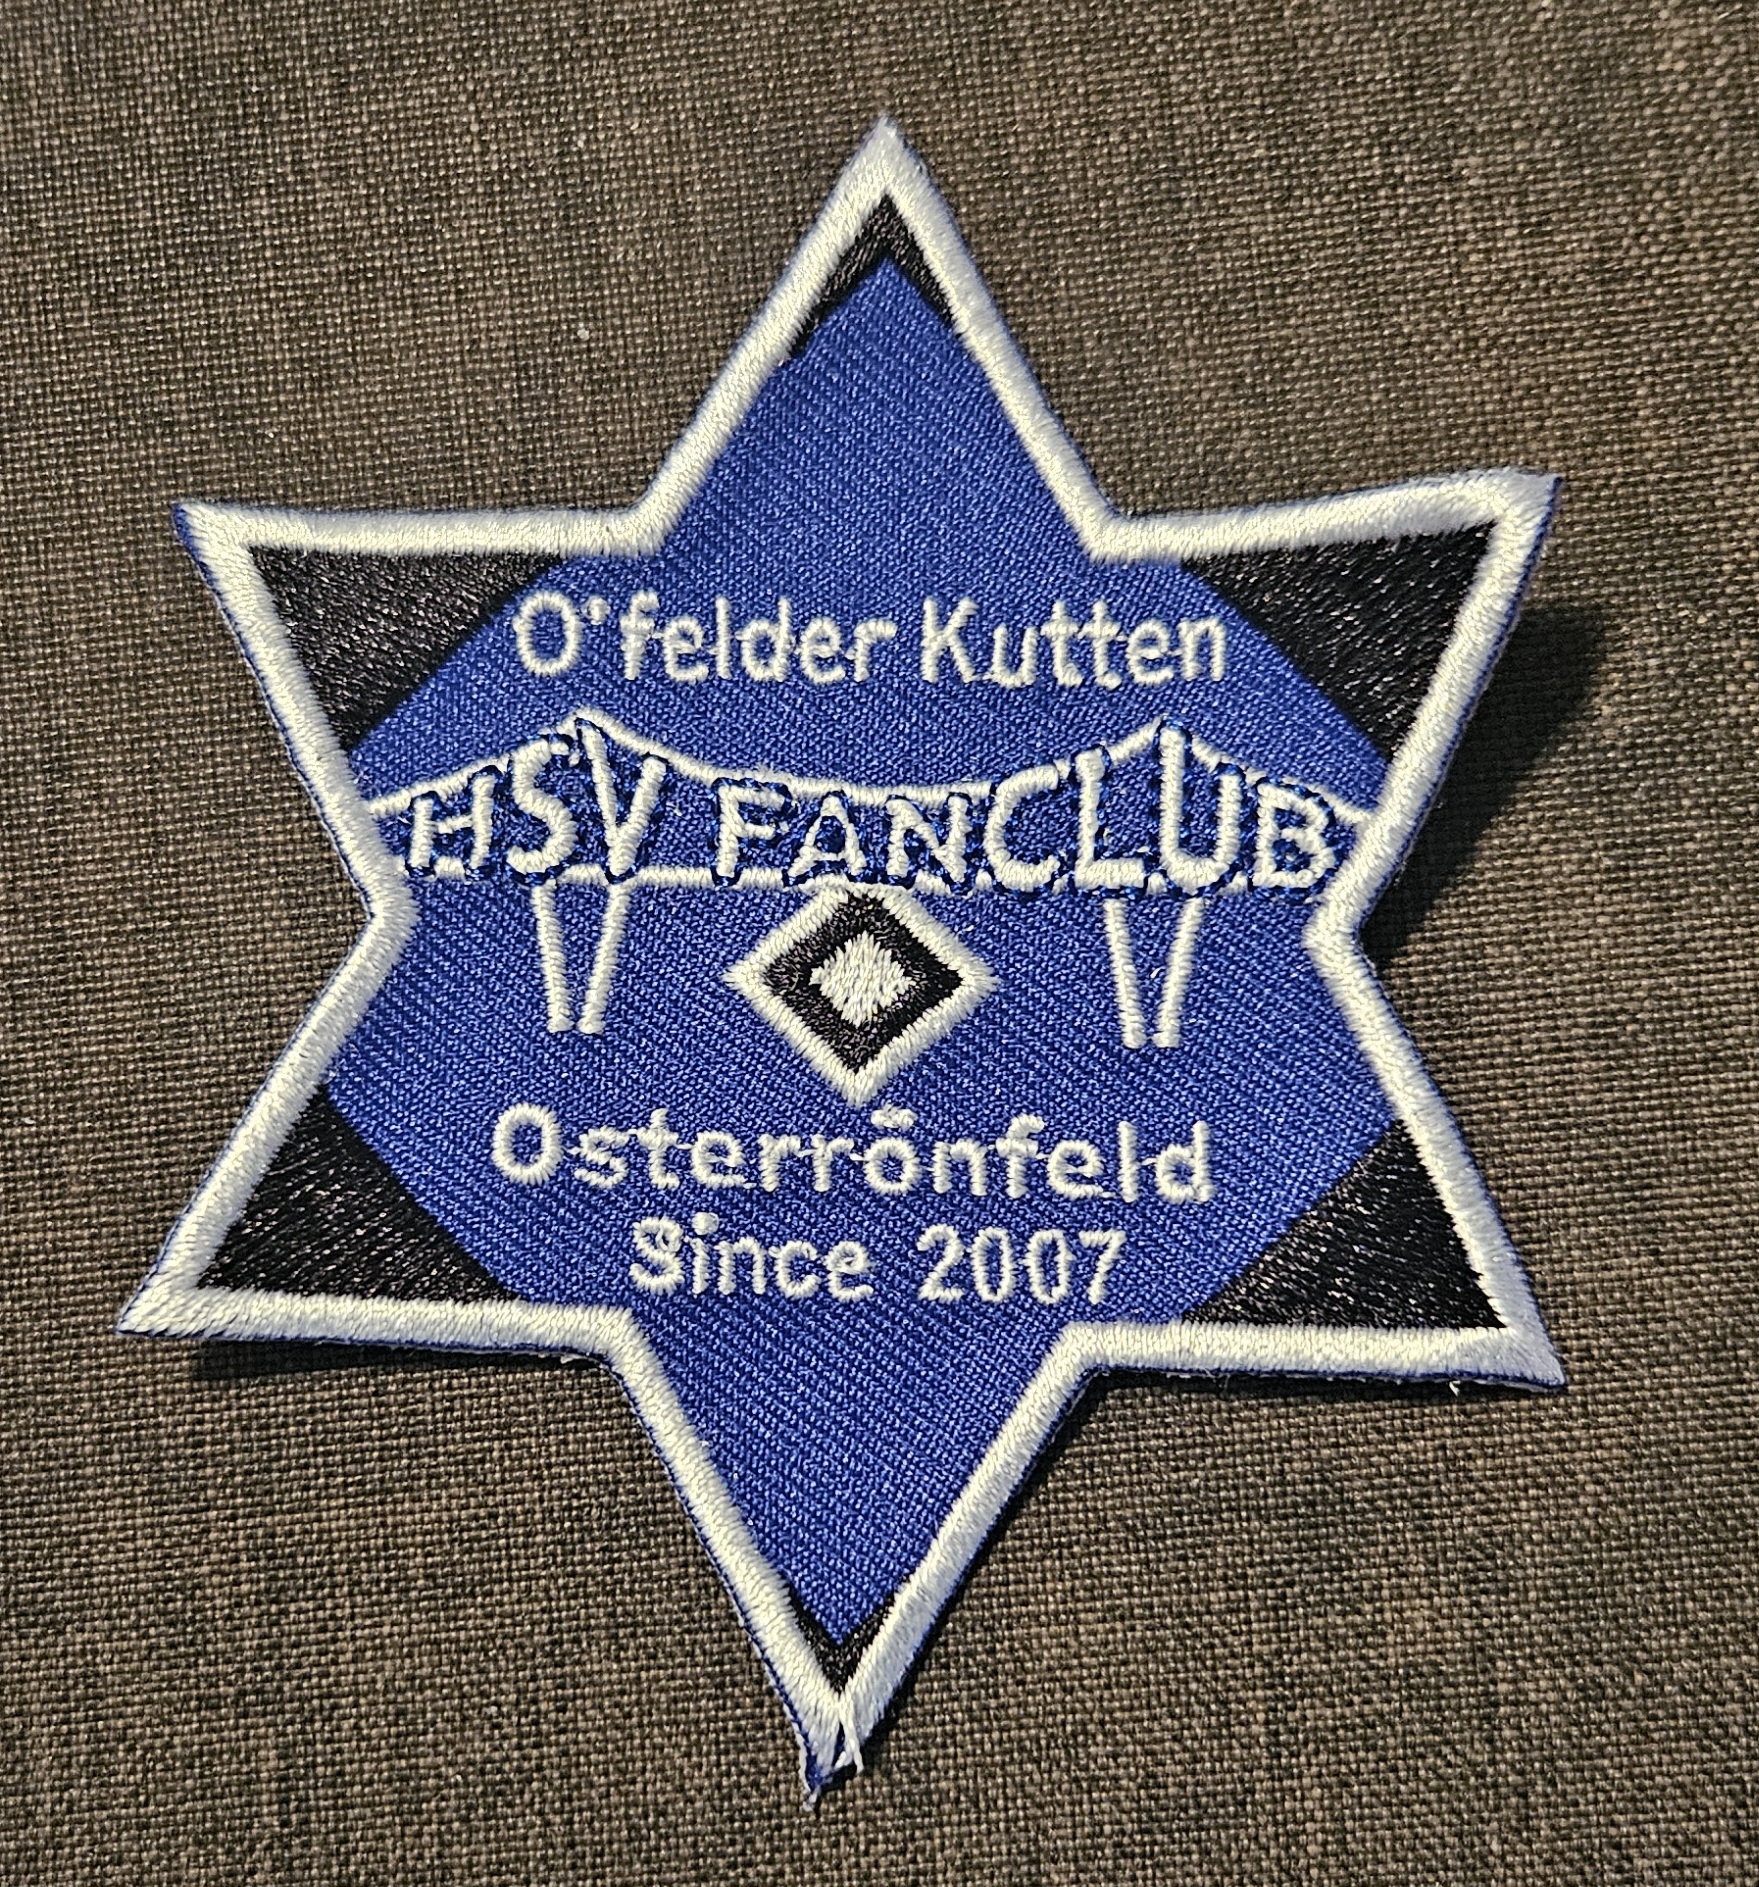 O'felder Kutten
HSV FANCLUB
Osterrönfeld
Since 2007